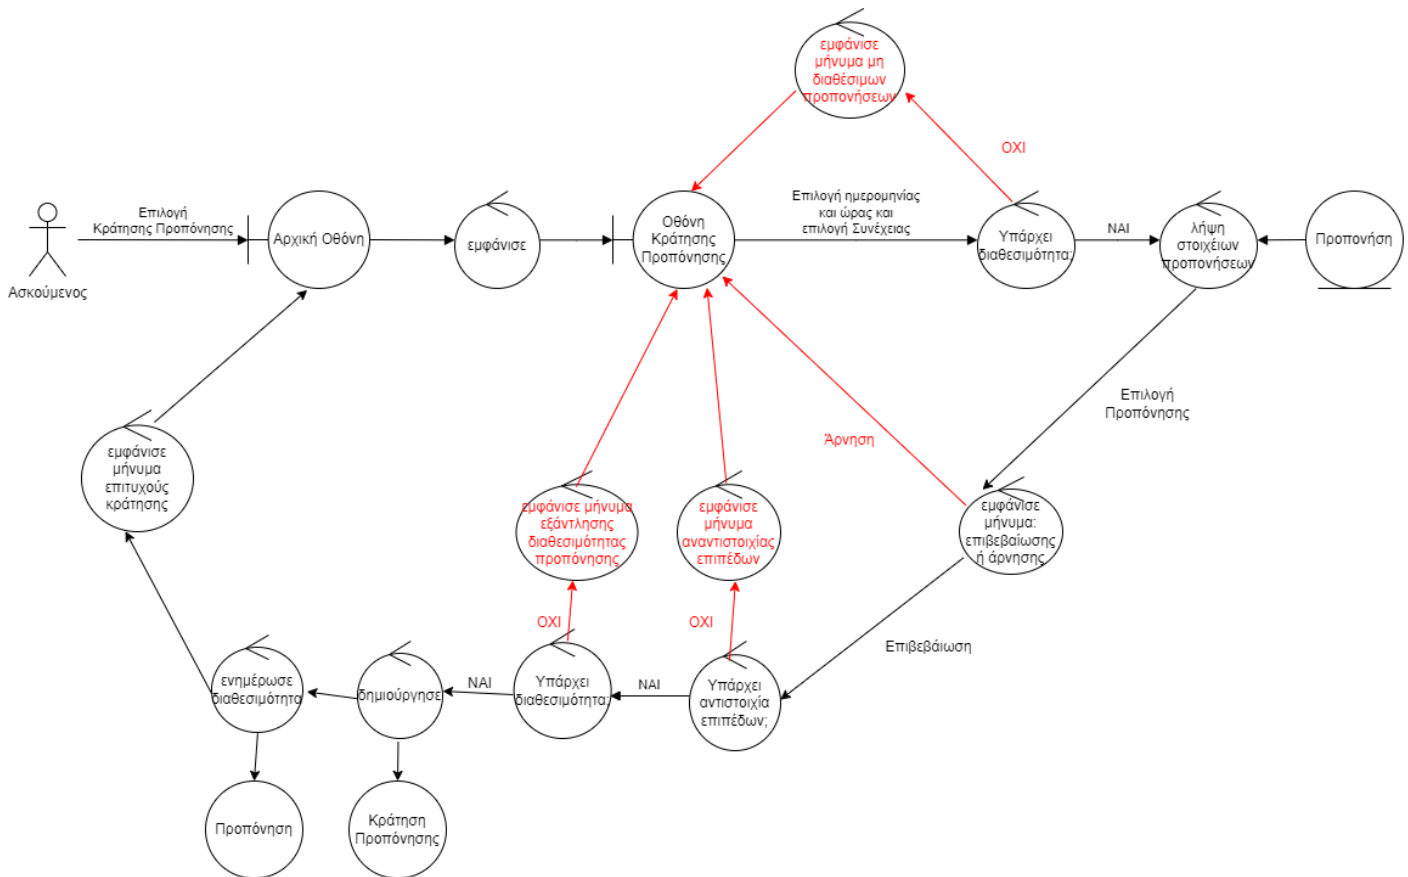 εμφάνισε
μήνυμα μη
διαθέσιμων
προπονήσεων
ΟΧΙ
Επιλογή
Κράτησης Προπόνησης
Ασκούμενος
Αρχική Οθόνη
εμφάνισε
Οθόνη
Κράτησης
Προπόνησης
Επιλογή ημερομηνίας
και ώρας και
επιλογή Συνέχειας
Υπάρχει
διαθεσιμότητα;
ΝΑΙ
λήψη
στοιχέιων
προπονήσεων
Προπονήση
Επιλογή
Προπόνησης
Άρνηση
εμφάνισε
μήνυμα
επιτυχούς
κράτησης
εμφάνισε μήνυμα
εξάντλησης
διαθεσιμότητας
προπόνησης
εμφάνισε
μήνυμα
αναντιστοιχίας
επιπέδων
εμφάνισε
μήνυμα:
επιβεβαίωσης
ή άρνησης
ΟΧΙ
ΟΧΙ
Επιβεβάιωση
ενημέρωσε
διαθεσιμότητα
δημιούργησε
ΝΑΙ
Υπάρχει
διαθεσιμότητα;
ΝΑΙ
Υπάρχει
αντιστοιχία
επιπέδων;
Προπόνηση
Κράτηση
Προπόνησης